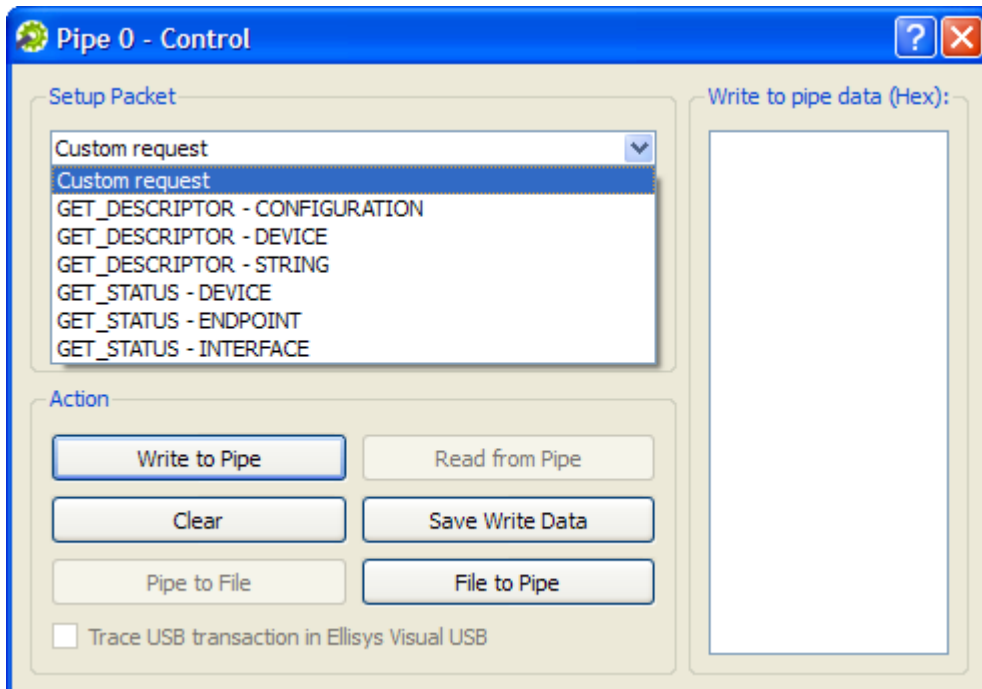 Pipe 0 - Control
Setup Packet
Custom request
Custom request
GET_DESCRIPTOR - CONFIGURATION
GET_DESCRIPTOR - DEVICE
GET_DESCRIPTOR - STRING
GET_STATUS - DEVICE
GET_STATUS - ENDPOINT
GET_STATUS - INTERFACE
Action
Write to Pipe
Read from Pipe
Clear
Save Write Data
Pipe to File
File to Pipe
Trace USB transaction in Ellisys Visual USB
Write to pipe data (Hex):